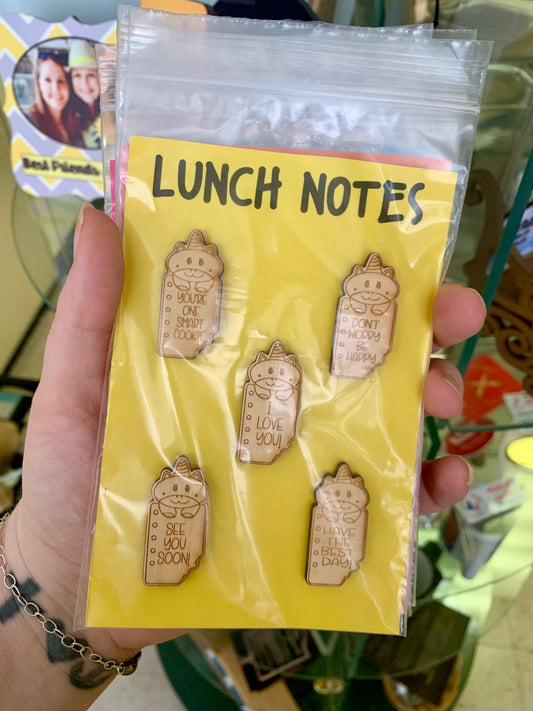 Best Friends
LUNCH NOTES
YOU'RE
ONE
SMART
COOKIE
DON'T
WORRY
BE
HAPPY
I
LOVE
YOU!
SEE
YOU
SOON!
HAVE
THE
BEST
DAY!